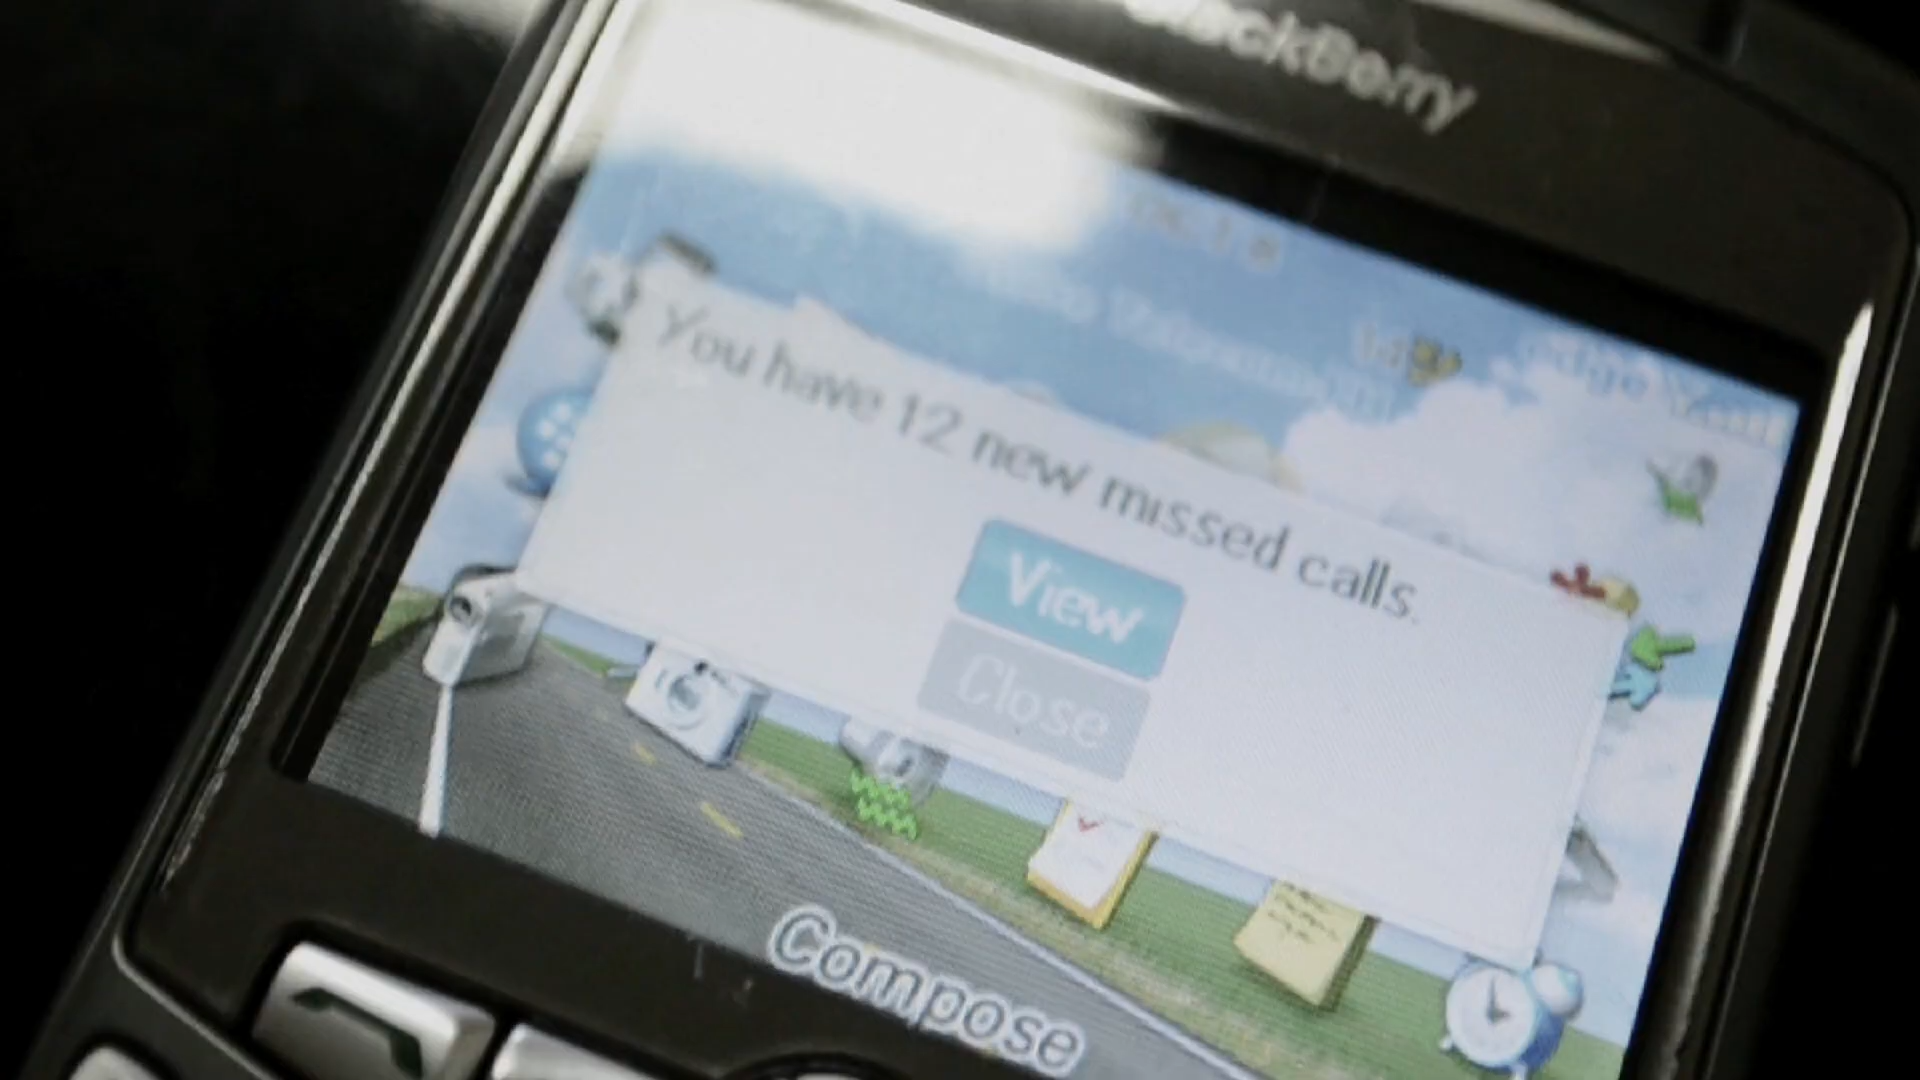 BlackBerry
You have 12 new missed calls.
View
Close
Compose